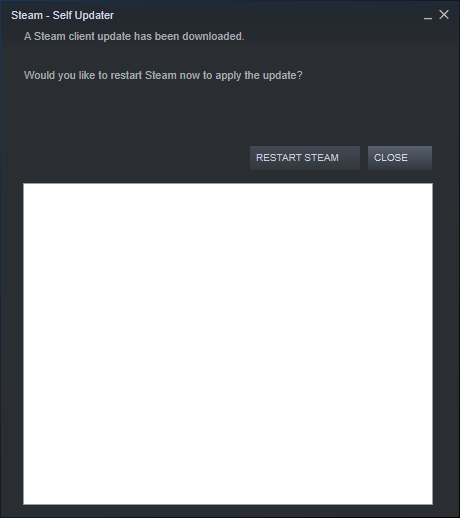 Steam - Self Updater
A Steam client update has been downloaded.
Would you like to restart Steam now to apply the update?
RESTART STEAM
CLOSE